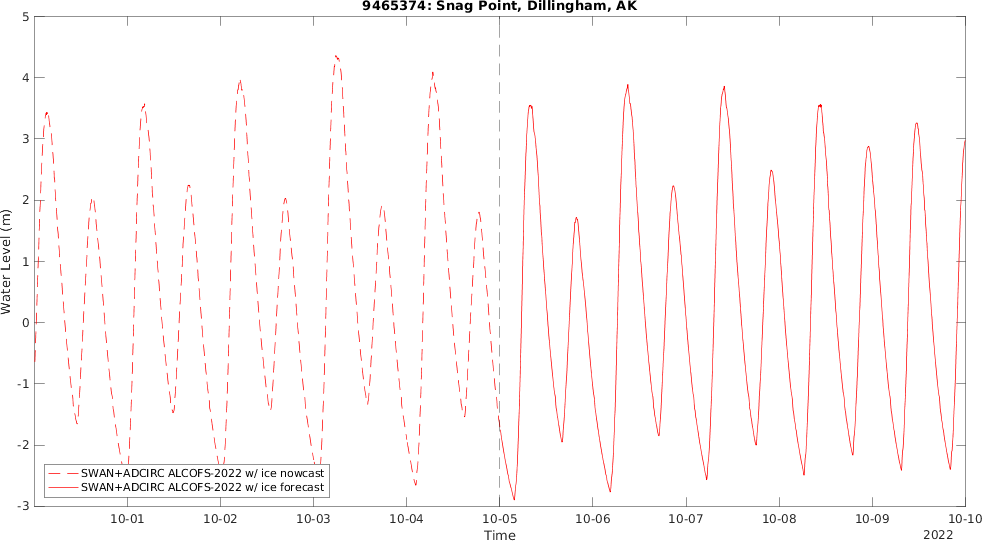 9465374: Snag Point, Dillingham, AK
Water Level (m)
5
4
3
2
1
0
-1
-2
-3
SWAN+ADCIRC ALCOFS-2022 w/ ice nowcast
SWAN+ADCIRC ALCOFS-2022 w/ ice forecast
10-01 10-02 10-03 10-04 10-05 10-06 10-07 10-08 10-09 10-10
Time
2022